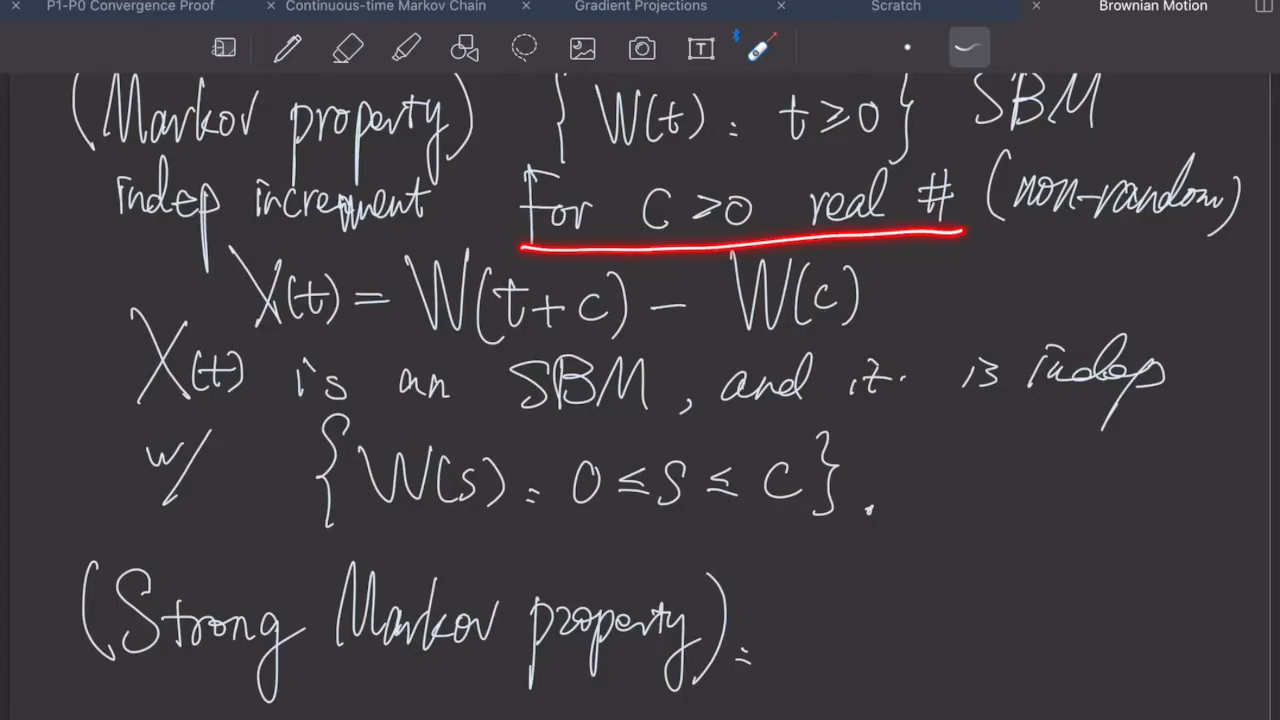 P1-P0 Convergence Proof × Continuous-time Markov Chain × Gradient Projections × Scratch × Brownian Motion
(Markov property) { W(t) : t ≥ 0 } SBM
indep increment For C > 0 real # (non-random)
X(t) = W(t+c) - W(c)
X(t) is an SBM, and it is indep
w/ { W(s) : 0 ≤ s ≤ c }.
(Strong Markov property) :